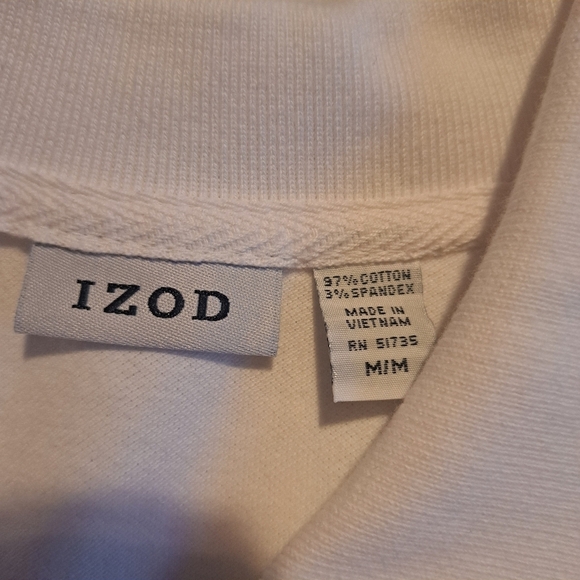 IZOD
97% COTTON
3% SPANDEX
MADE IN
VIETNAM
RN 51735
M/M